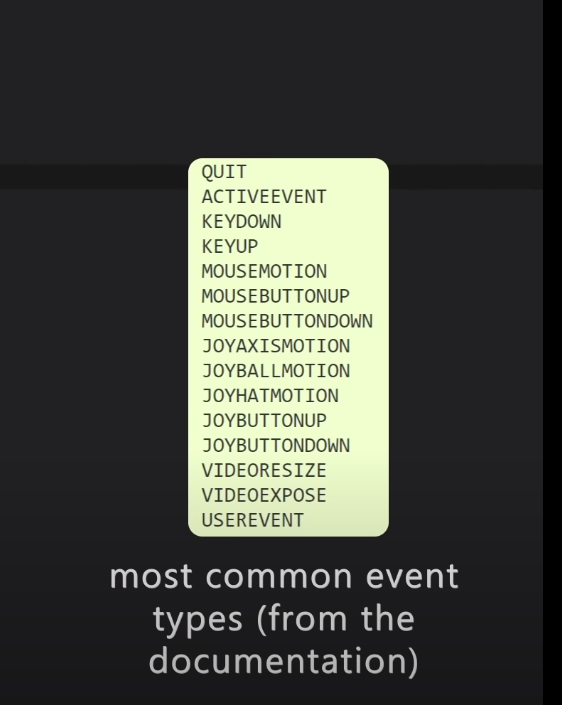 QUIT
ACTIVEEVENT
KEYDOWN
KEYUP
MOUSEMOTION
MOUSEBUTTONUP
MOUSEBUTTONDOWN
JOYAXISMOTION
JOYBALLMOTION
JOYHATMOTION
JOYBUTTONUP
JOYBUTTONDOWN
VIDEORESIZE
VIDEOEXPOSE
USEREVENT
most common event
types (from the
documentation)